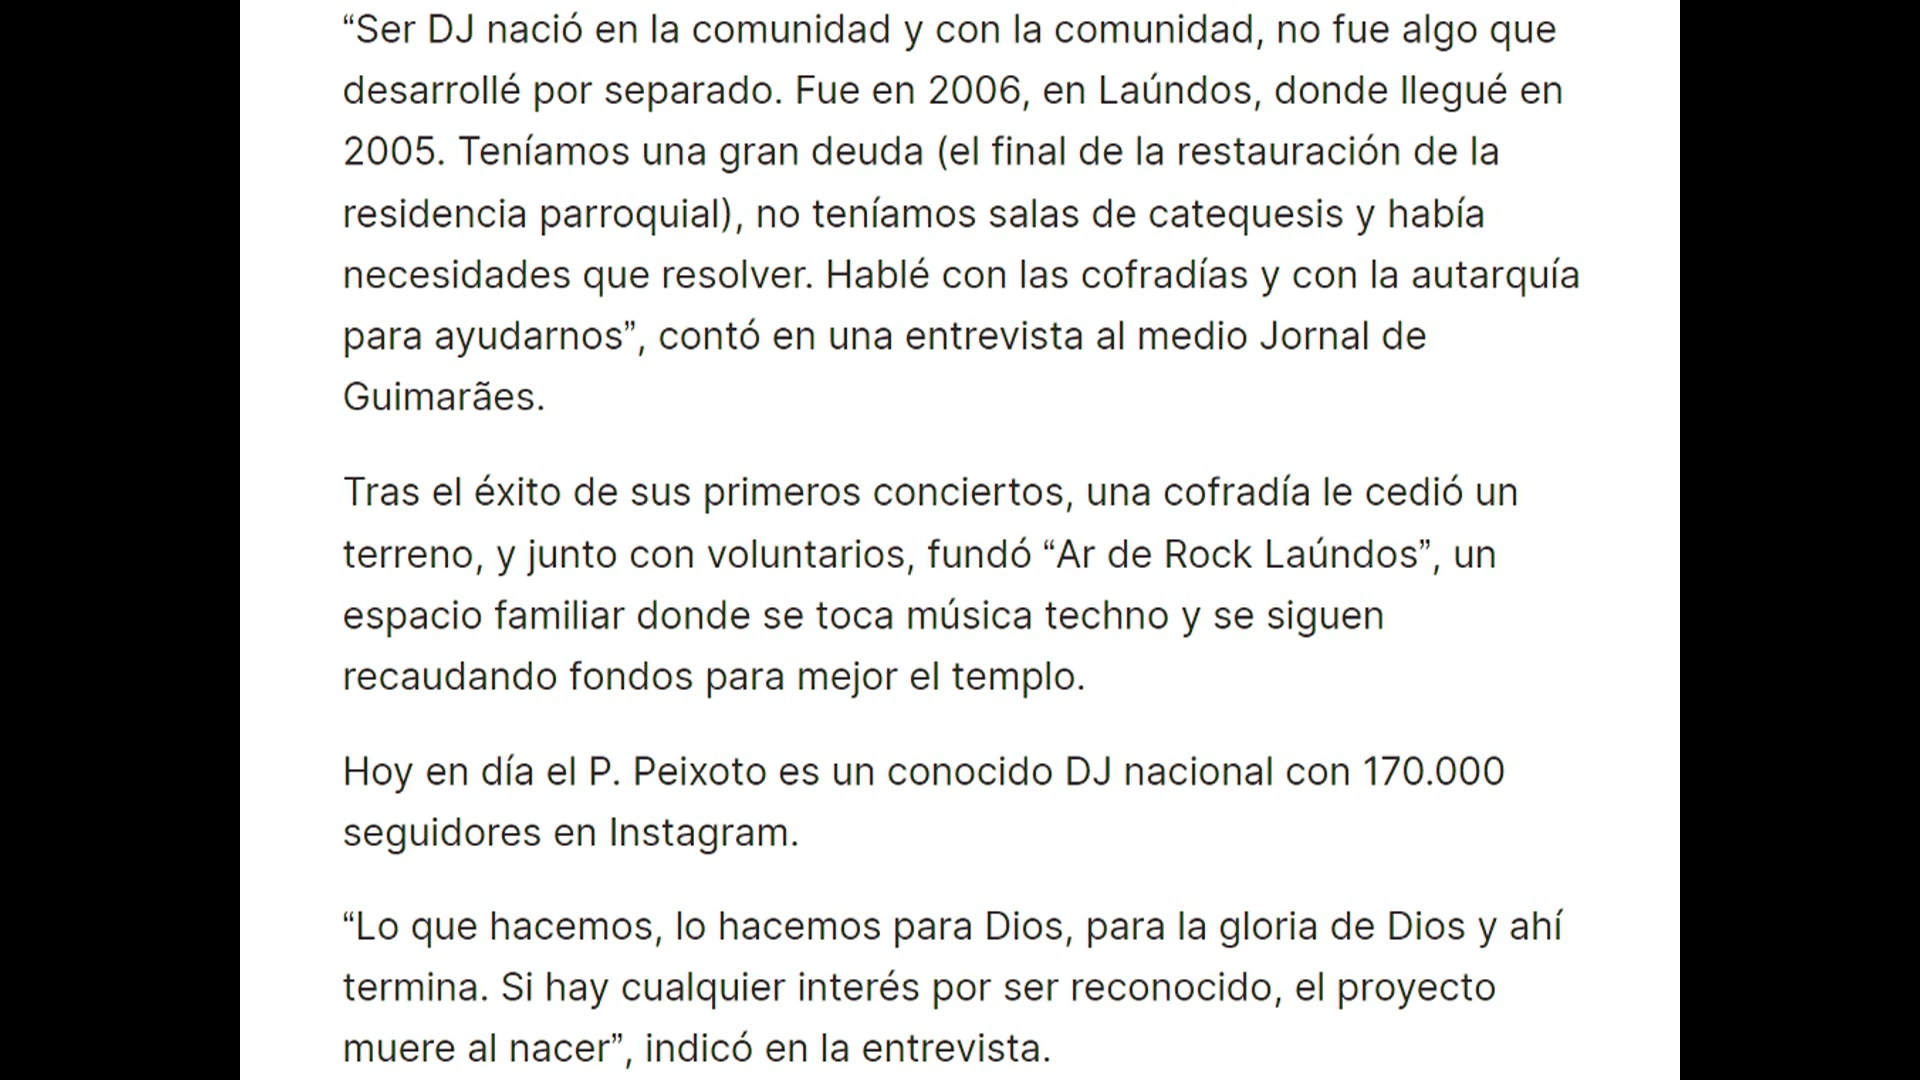 “Ser DJ nació en la comunidad y con la comunidad, no fue algo que
desarrollé por separado. Fue en 2006, en Laúndos, donde llegué en
2005. Teníamos una gran deuda (el final de la restauración de la
residencia parroquial), no teníamos salas de catequesis y había
necesidades que resolver. Hablé con las cofradías y con la autarquía
para ayudarnos”, contó en una entrevista al medio Jornal de
Guimarães.
Tras el éxito de sus primeros conciertos, una cofradía le cedió un
terreno, y junto con voluntarios, fundó “Ar de Rock Laúndos”, un
espacio familiar donde se toca música techno y se siguen
recaudando fondos para mejor el templo.
Hoy en día el P. Peixoto es un conocido DJ nacional con 170.000
seguidores en Instagram.
“Lo que hacemos, lo hacemos para Dios, para la gloria de Dios y ahí
termina. Si hay cualquier interés por ser reconocido, el proyecto
muere al nacer”, indicó en la entrevista.